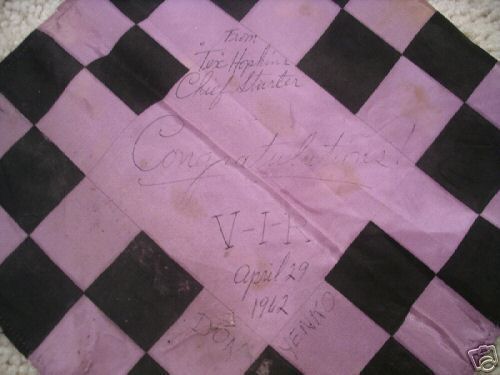 From
Tex Hopkins
Chief Starter
Congratulations!
V-I-R
April 29
1962
DON YENKO